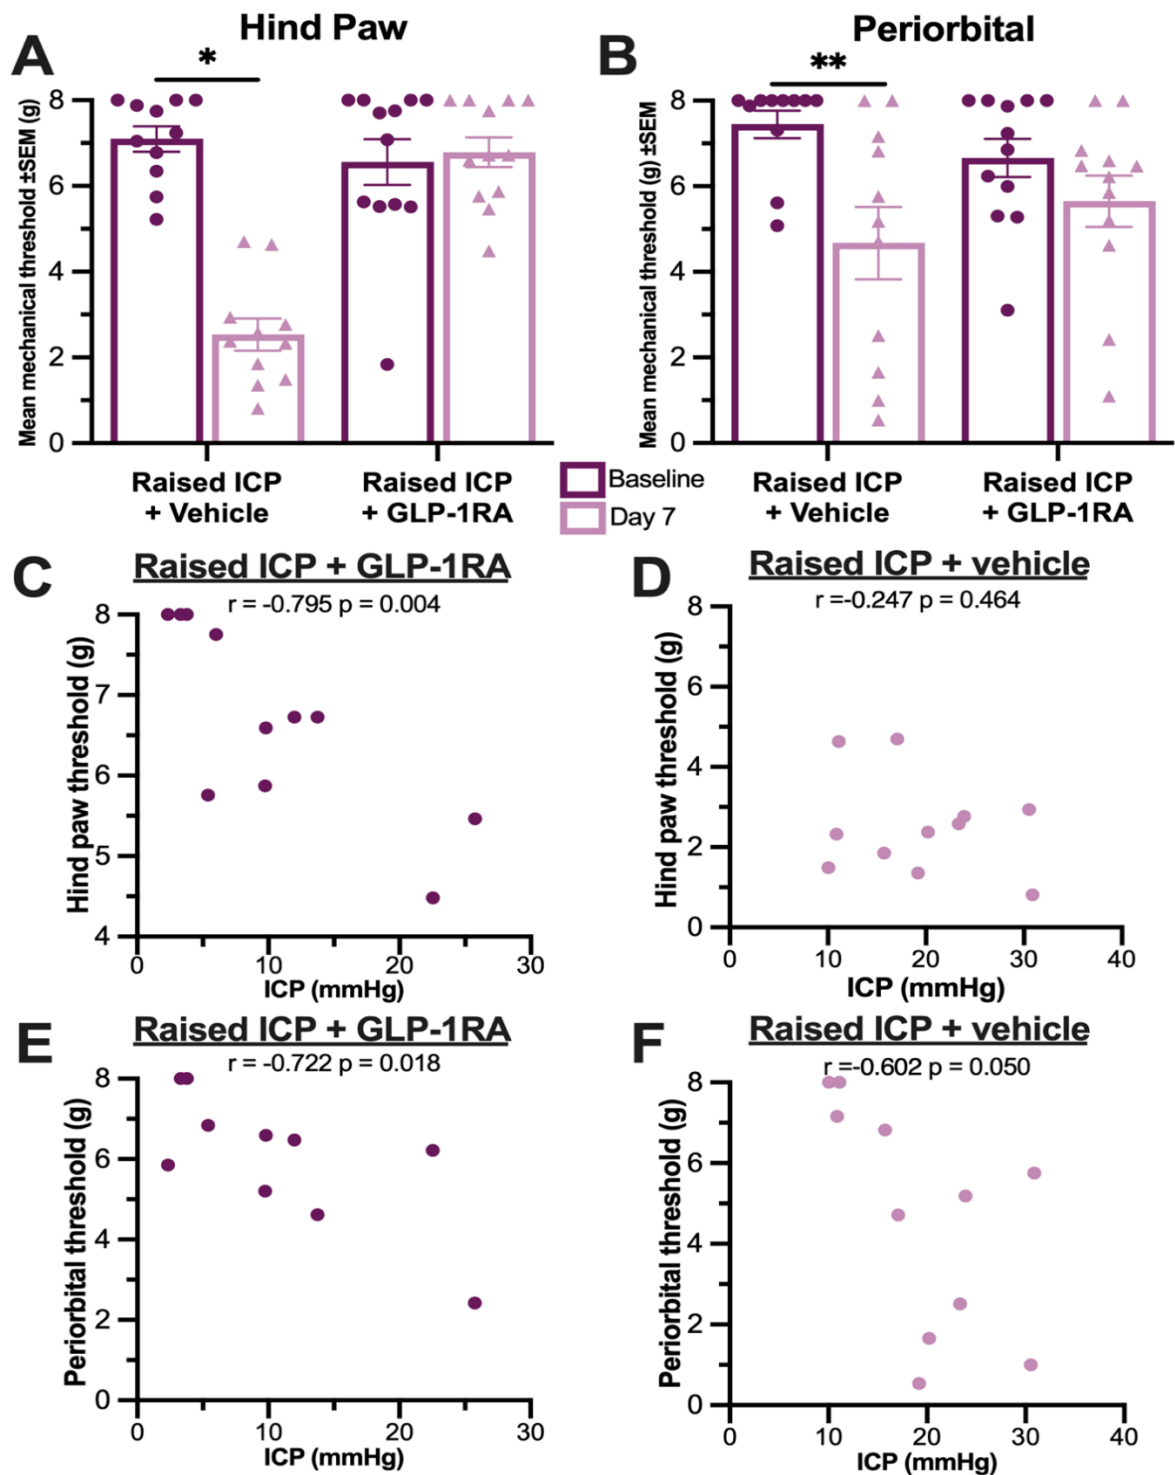 A
Hind Paw
*
Mean mechanical threshold ±SEM (g)
8
6
4
2
0
Raised ICP
+ Vehicle
Raised ICP
+ GLP-1RA
B
Periorbital
**
Mean mechanical threshold (g) ±SEM
8
6
4
2
0
Raised ICP
+ Vehicle
Raised ICP
+ GLP-1RA
Baseline
Day 7
C
Raised ICP + GLP-1RA
r = -0.795 p = 0.004
Hind paw threshold (g)
8
7
6
5
4
0 10 20 30
ICP (mmHg)
D
Raised ICP + vehicle
r =-0.247 p = 0.464
Hind paw threshold (g)
8
6
4
2
0
0 10 20 30 40
ICP (mmHg)
E
Raised ICP + GLP-1RA
r = -0.722 p = 0.018
Periorbital threshold (g)
8
6
4
2
0
0 10 20 30
ICP (mmHg)
F
Raised ICP + vehicle
r =-0.602 p = 0.050
Periorbital threshold (g)
8
6
4
2
0
0 10 20 30 40
ICP (mmHg)